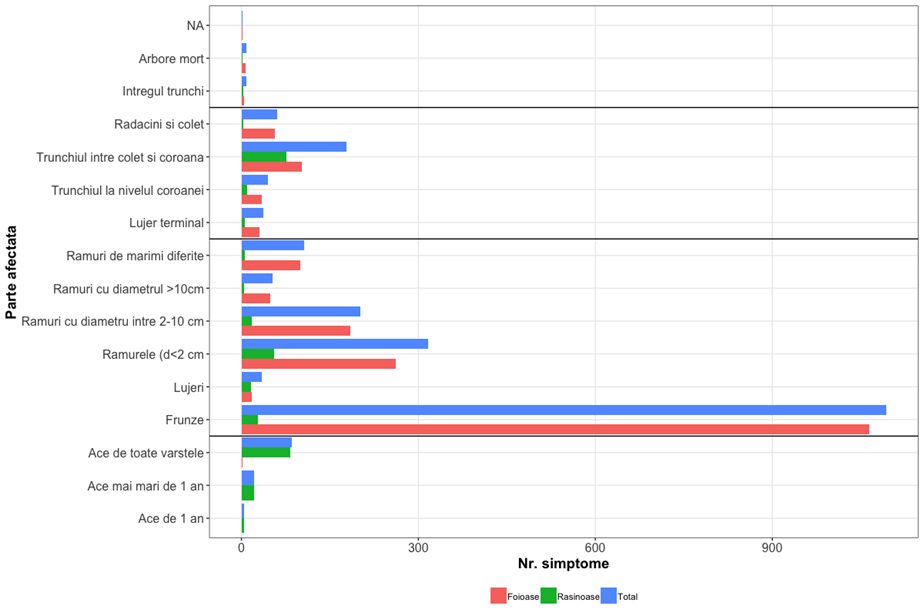 NA
Arbore mort
Intregul trunchi
Radacini si colet
Trunchiul intre colet si coroana
Trunchiul la nivelul coroanei
Lujer terminal
Ramuri de marimi diferite
Ramuri cu diametrul >10cm
Ramuri cu diametru intre 2-10 cm
Ramurele (d<2 cm
Lujeri
Frunze
Ace de toate varstele
Ace mai mari de 1 an
Ace de 1 an
Parte afectata
0 300 600 900
Nr. simptome
Foioase Rasinoase Total